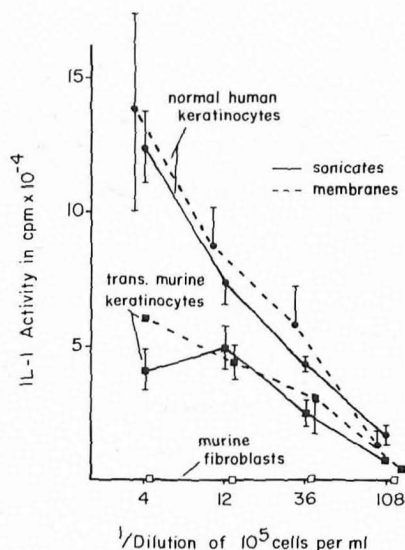 15
10
5
IL-1 Activity in cpm x 10⁻⁴
normal human
keratinocytes
sonicates
membranes
trans. murine
keratinocytes
murine
fibroblasts
4 12 36 108
1/Dilution of 10⁵ cells per ml